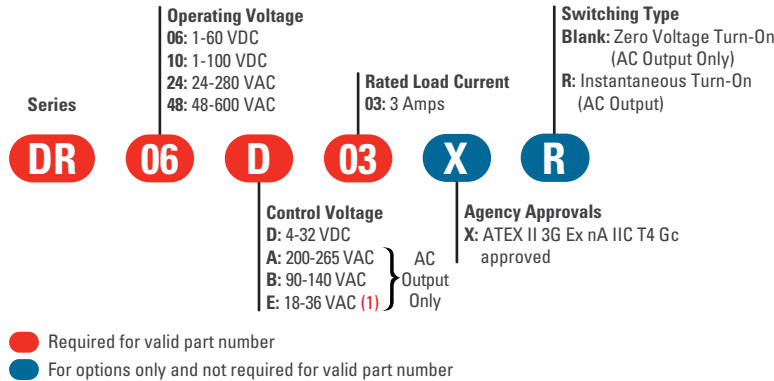 Operating Voltage
06: 1-60 VDC
10: 1-100 VDC
24: 24-280 VAC
48: 48-600 VAC
Switching Type
Blank: Zero Voltage Turn-On
(AC Output Only)
R: Instantaneous Turn-On
(AC Output)
Rated Load Current
03: 3 Amps
Series
DR 06 D 03 X R
Control Voltage
D: 4-32 VDC
A: 200-265 VAC
B: 90-140 VAC
E: 18-36 VAC (1)
AC
Output
Only
Agency Approvals
X: ATEX II 3G Ex nA IIC T4 Gc
approved
Required for valid part number
For options only and not required for valid part number